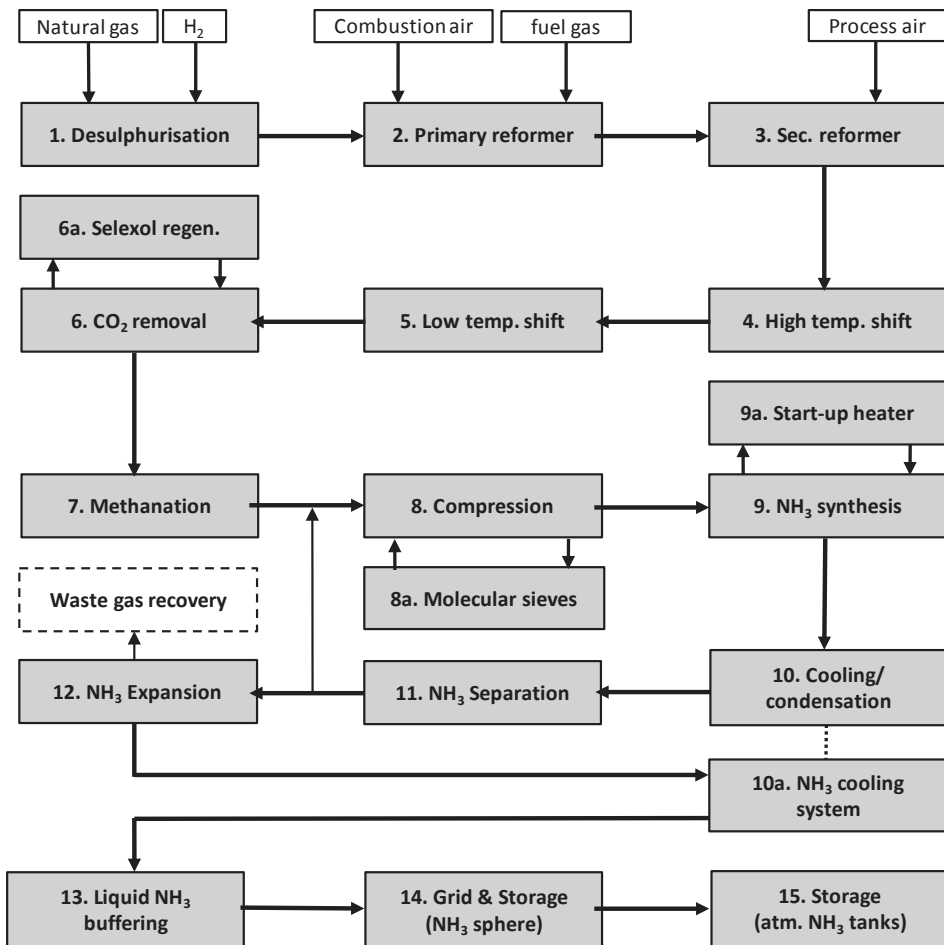 Natural gas
H₂
Combustion air
fuel gas
Process air
1. Desulphurisation
2. Primary reformer
3. Sec. reformer
6a. Selexol regen.
6. CO₂ removal
5. Low temp. shift
4. High temp. shift
9a. Start-up heater
7. Methanation
8. Compression
9. NH₃ synthesis
Waste gas recovery
8a. Molecular sieves
12. NH₃ Expansion
11. NH₃ Separation
10. Cooling/
condensation
10a. NH₃ cooling
system
13. Liquid NH₃
buffering
14. Grid & Storage
(NH₃ sphere)
15. Storage
(atm. NH₃ tanks)